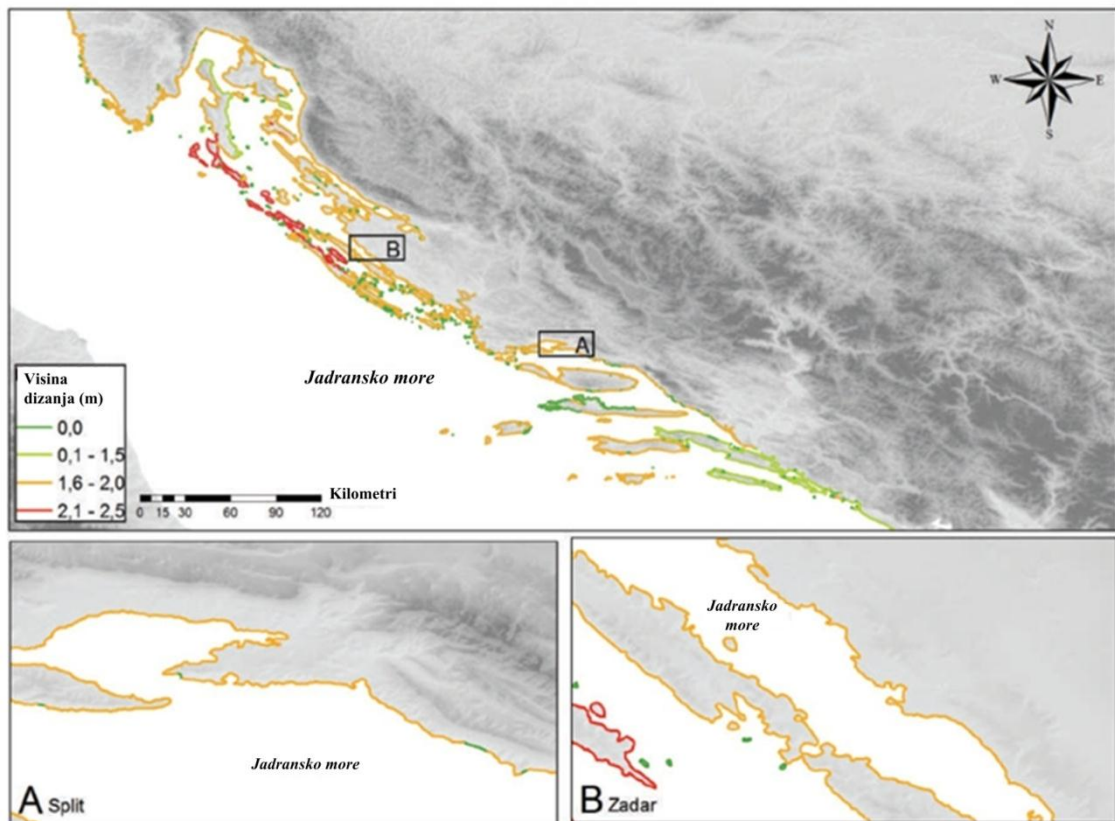 N
W E
S
B
A
Jadransko more
Visina
dizanja (m)
0,0
0,1 - 1,5
1,6 - 2,0
2,1 - 2,5
Kilometri
0 15 30 60 90 120
Jadransko
more
Jadransko more
A Split
B Zadar